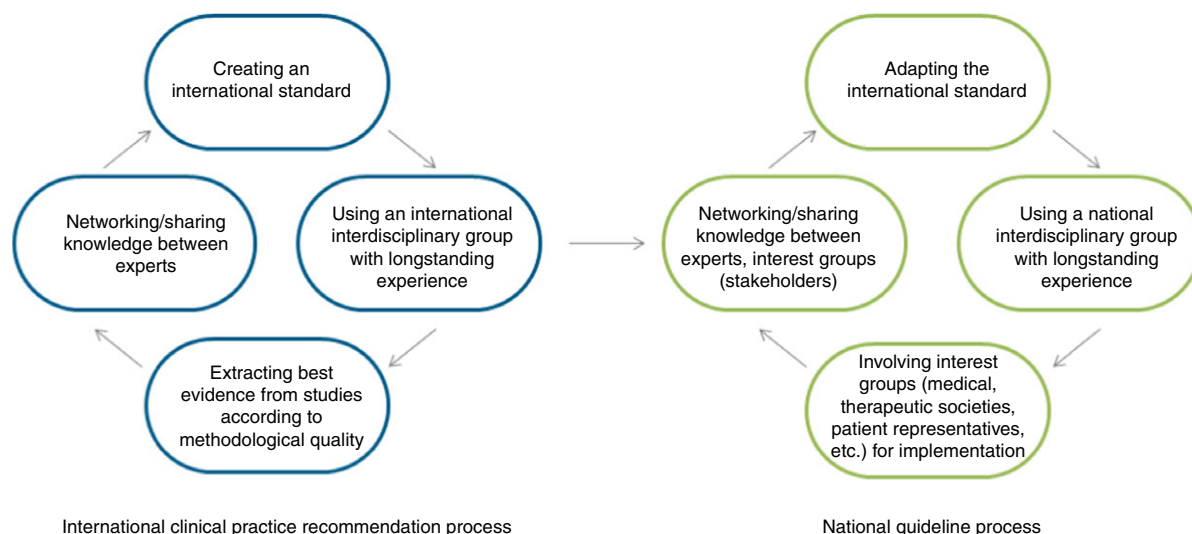 Creating an
international standard
Using an international
interdisciplinary group
with longstanding
experience
Extracting best
evidence from studies
according to
methodological quality
Networking/sharing
knowledge between
experts
International clinical practice recommendation process
Adapting the
international standard
Using a national
interdisciplinary group
with longstanding
experience
Involving interest
groups (medical,
therapeutic societies,
patient representatives,
etc.) for implementation
Networking/sharing
knowledge between
experts, interest groups
(stakeholders)
National guideline process